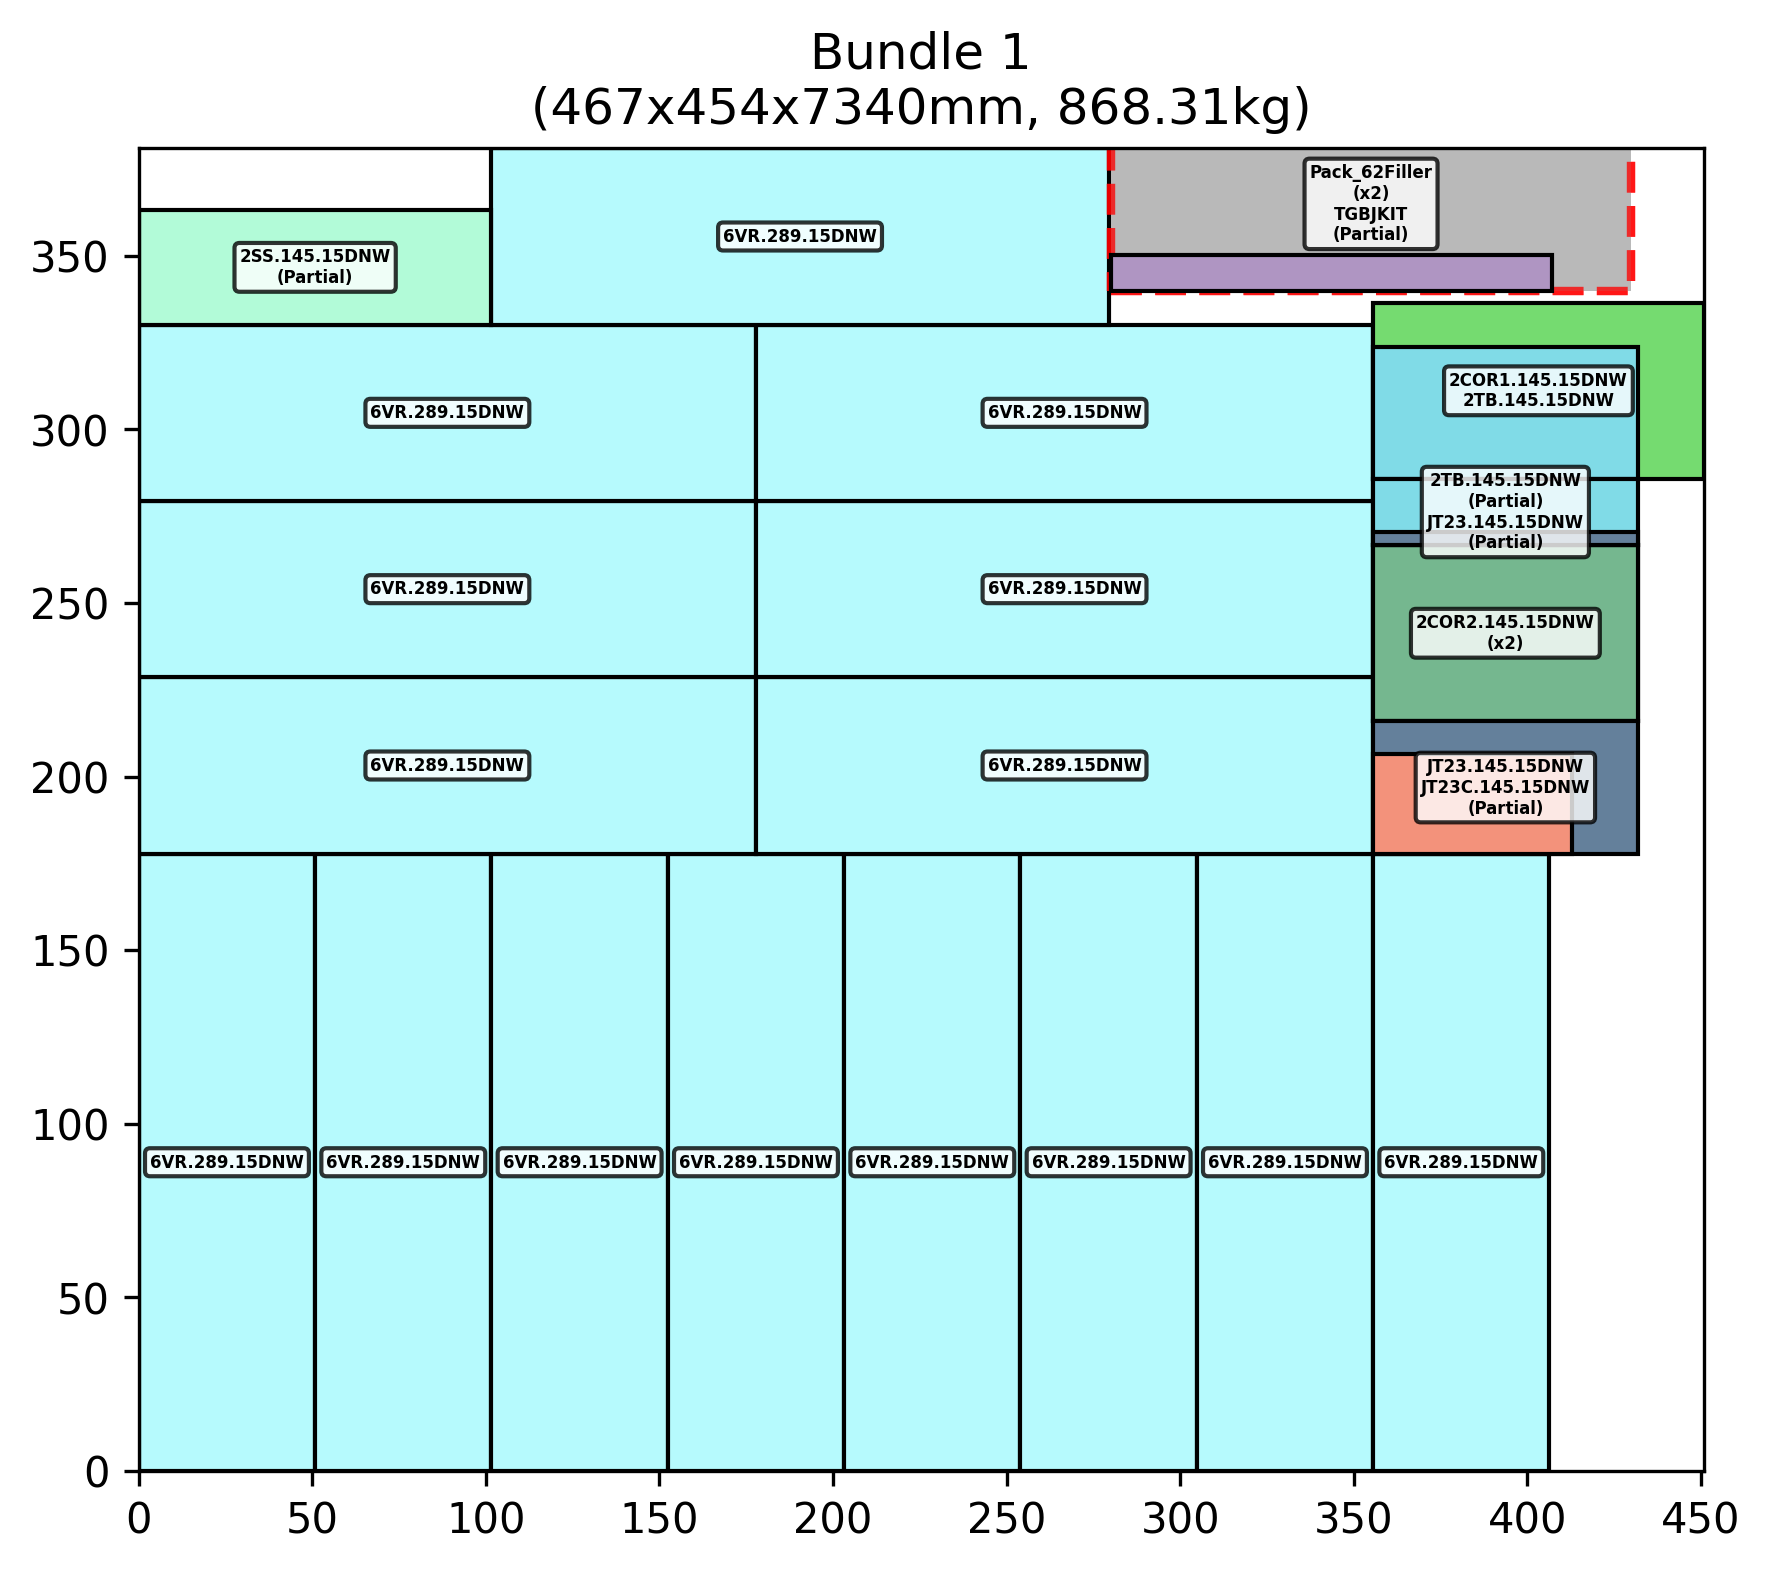 Bundle 1
(467x454x7340mm, 868.31kg)
Pack_62Filler
(x2)
TGBJKIT
(Partial)
6VR.289.15DNW
2SS.145.15DNW
(Partial)
350
2COR1.145.15DNW
2TB.145.15DNW
6VR.289.15DNW
6VR.289.15DNW
300
2TB.145.15DNW
(Partial)
JT23.145.15DNW
(Partial)
6VR.289.15DNW
6VR.289.15DNW
250
2COR2.145.15DNW
(x2)
6VR.289.15DNW
6VR.289.15DNW
JT23.145.15DNW
JT23C.145.15DNW
(Partial)
200
150
100
6VR.289.15DNW
6VR.289.15DNW
6VR.289.15DNW
6VR.289.15DNW
6VR.289.15DNW
6VR.289.15DNW
6VR.289.15DNW
6VR.289.15DNW
50
0
0 50 100 150 200 250 300 350 400 450